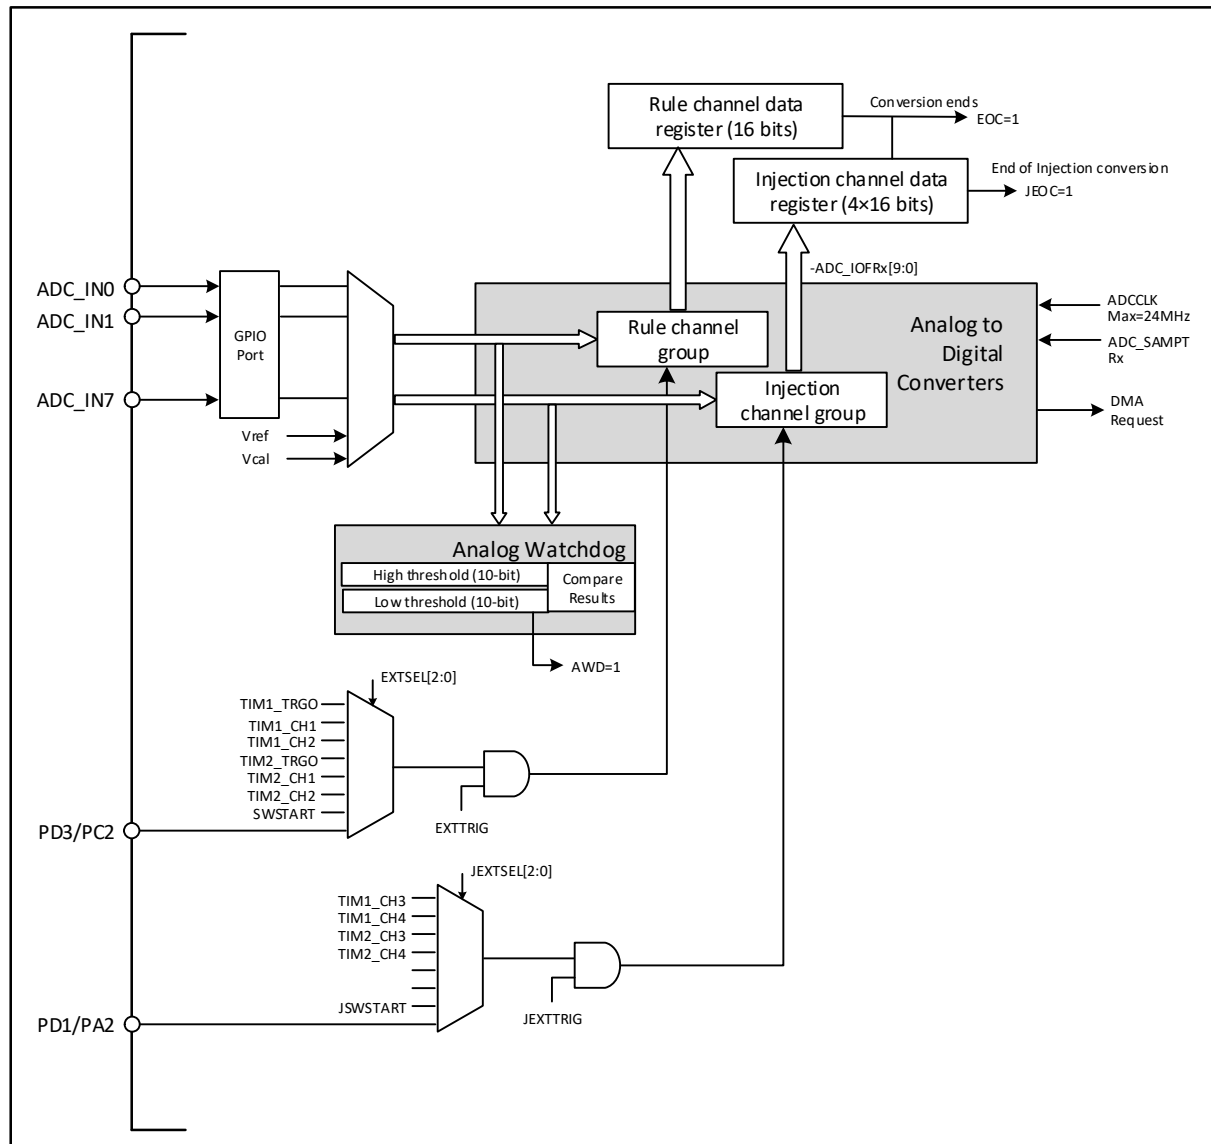 Rule channel data
register (16 bits)
Conversion ends
EOC=1
Injection channel data
register (4×16 bits)
End of Injection conversion
JEOC=1
-ADC_IOFRx[9:0]
ADC_IN0
ADC_IN1
ADC_IN7
GPIO
Port
Vref
Vcal
Rule channel
group
Injection
channel group
Analog to
Digital
Converters
ADCCLK
Max=24MHz
ADC_SAMPT
Rx
DMA
Request
Analog Watchdog
High threshold (10-bit)
Low threshold (10-bit)
Compare
Results
AWD=1
EXTSEL[2:0]
TIM1_TRGO
TIM1_CH1
TIM1_CH2
TIM2_TRGO
TIM2_CH1
TIM2_CH2
SWSTART
PD3/PC2
EXTTRIG
JEXTSEL[2:0]
TIM1_CH3
TIM1_CH4
TIM2_CH3
TIM2_CH4
JSWSTART
PD1/PA2
JEXTTRIG